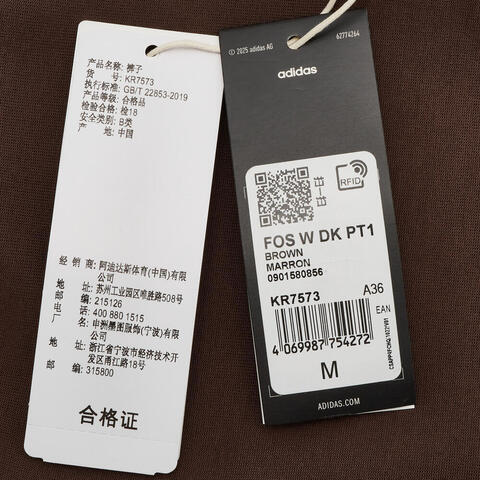 产品名称: 裤子
货 号: KR7573
执行标准: GB/T 22853-2019
产品等级: 合格品
检验合格: 检18
安全类别: B类
产 地: 中国
经 销 商: 阿迪达斯体育(中国)有限
公司
地 址: 苏州工业园区唯胜路508号
邮 编: 215126
电 话: 400 880 1515
厂 名: 申洲墨图服饰(宁波)有限
公司
地 址: 浙江省宁波市经济技术开
发区甬江路18号
邮 编: 315800
合格证
© 2025 adidas AG
62774264
adidas
RFID
FOS W DK PT1
BROWN
MARRON
0901580856
KR7573 A36
EAN
4 069987 754272
M
ADIDAS.COM